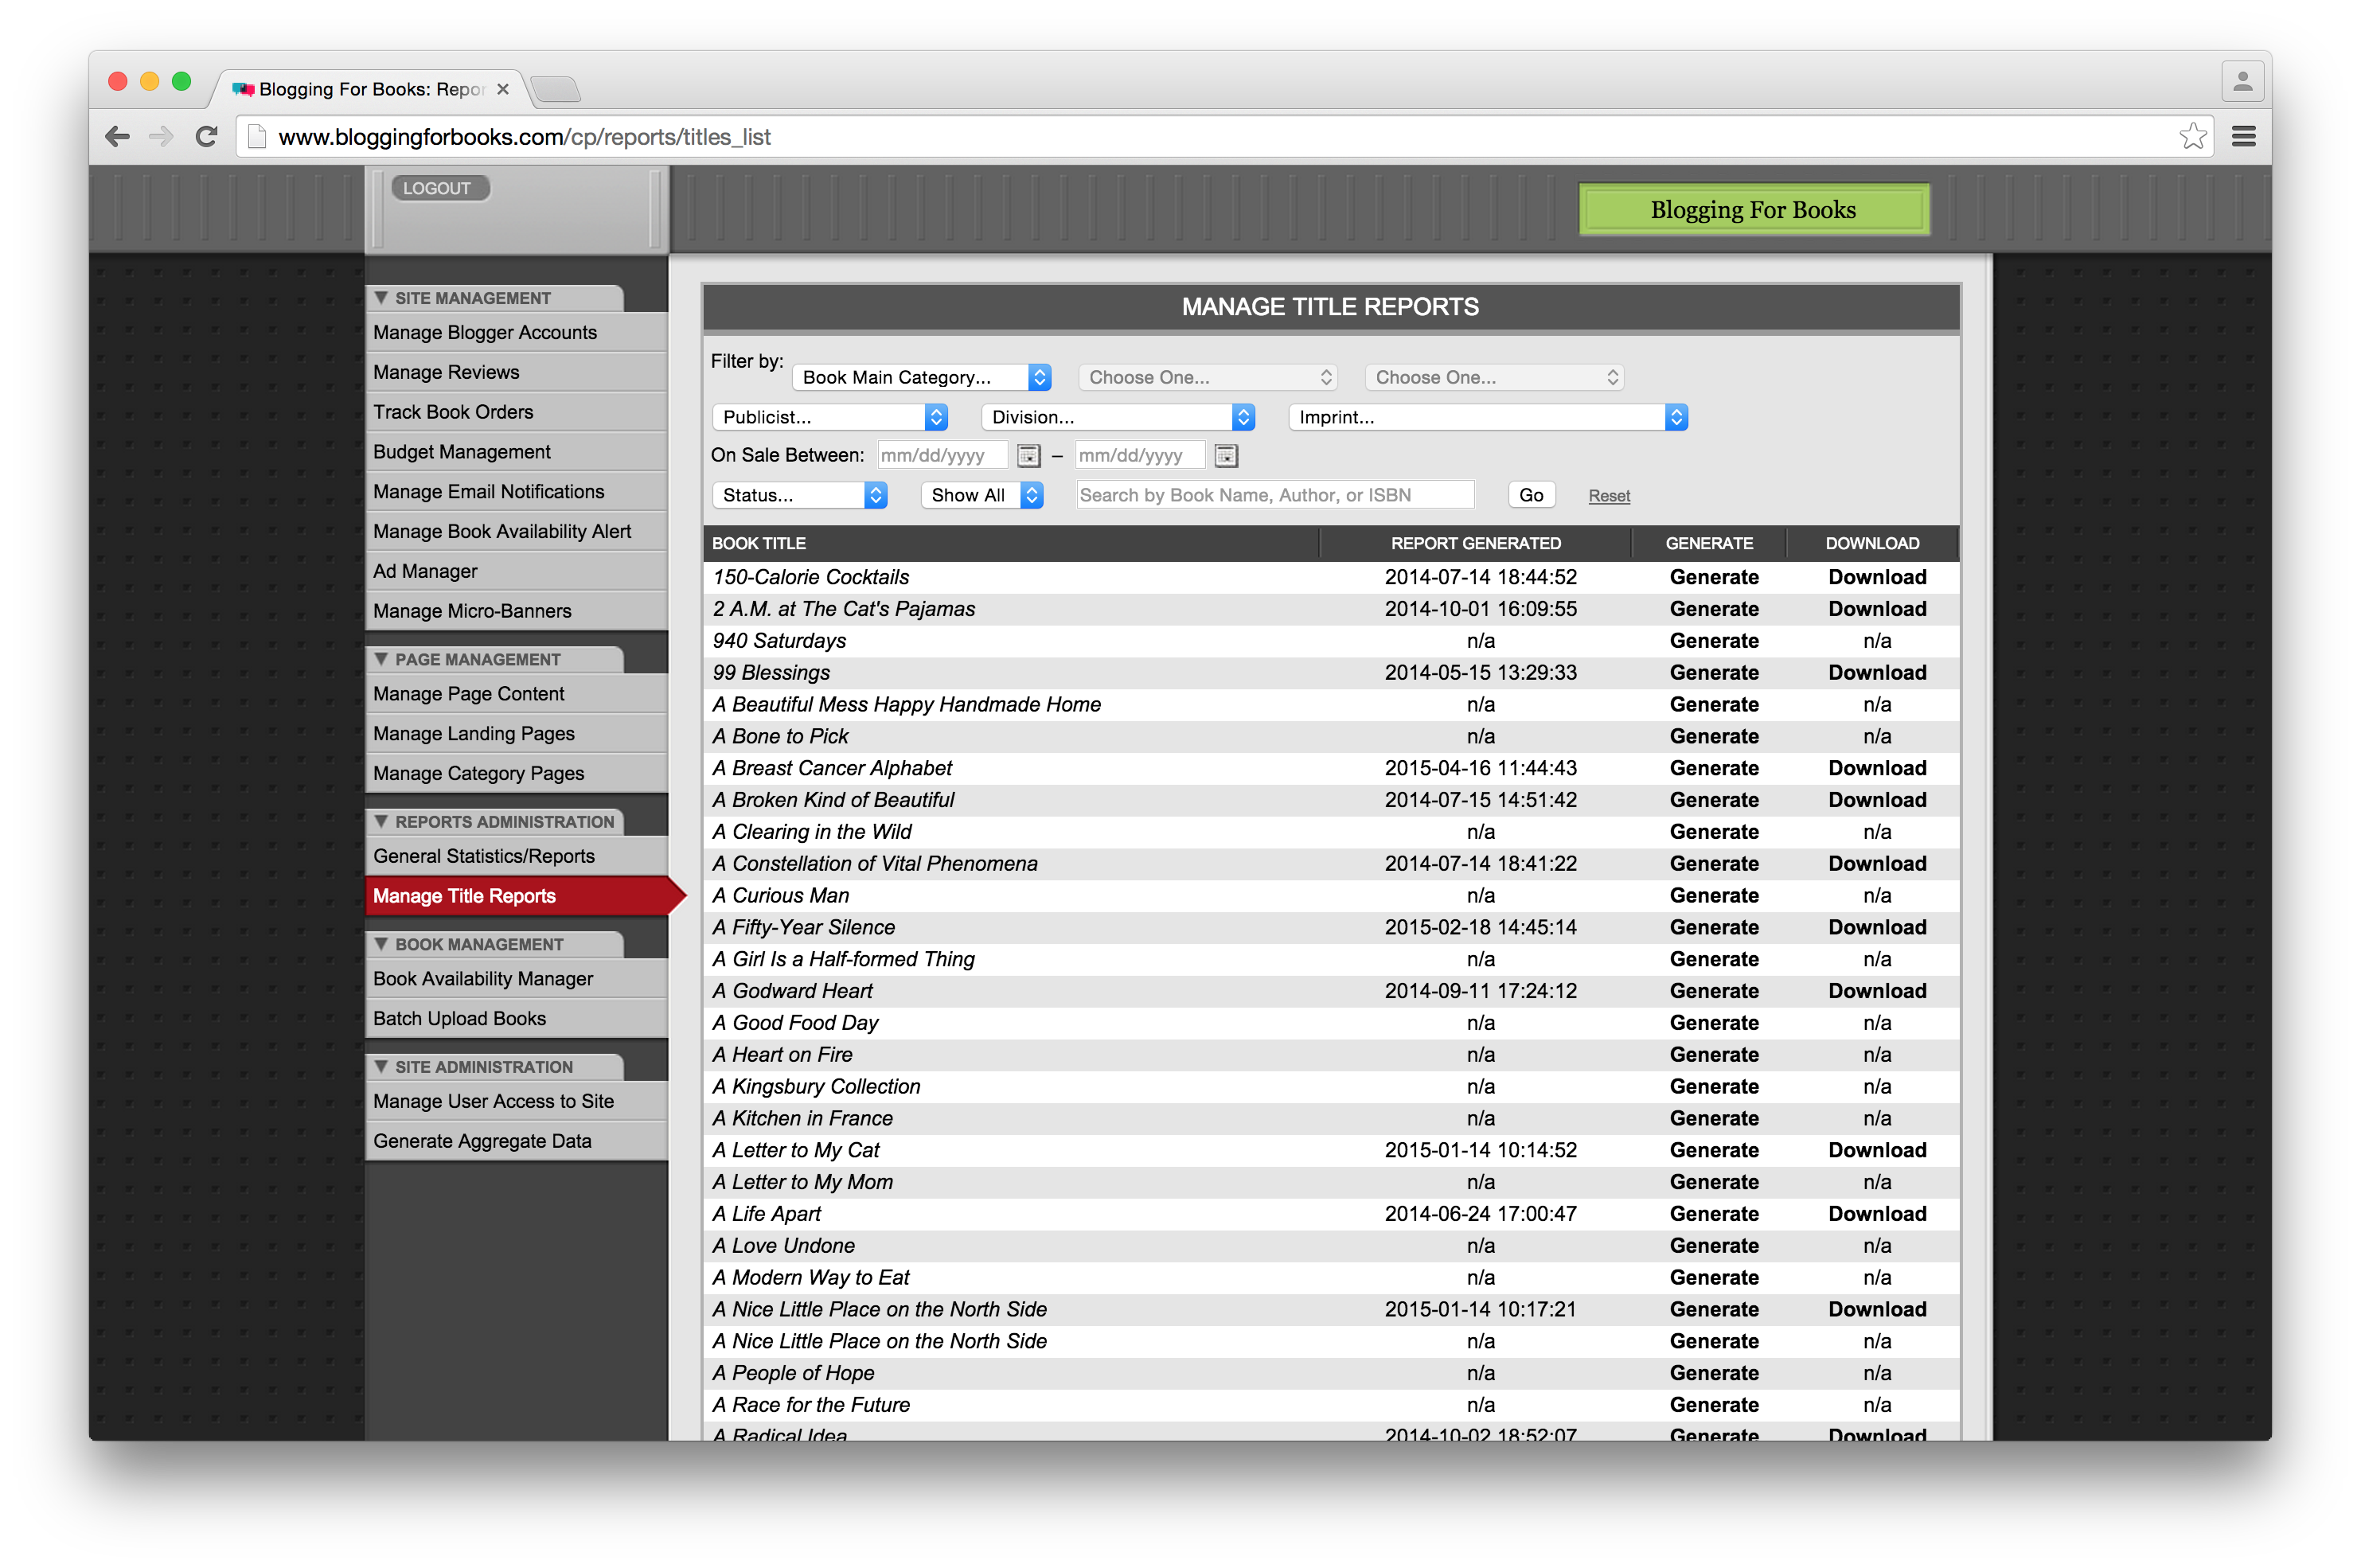 Blogging For Books: Repor
www.bloggingforbooks.com/cp/reports/titles_list
LOGOUT
Blogging For Books
SITE MANAGEMENT
Manage Blogger Accounts
Manage Reviews
Track Book Orders
Budget Management
Manage Email Notifications
Manage Book Availability Alert
Ad Manager
Manage Micro-Banners
PAGE MANAGEMENT
Manage Page Content
Manage Landing Pages
Manage Category Pages
REPORTS ADMINISTRATION
General Statistics/Reports
Manage Title Reports
BOOK MANAGEMENT
Book Availability Manager
Batch Upload Books
SITE ADMINISTRATION
Manage User Access to Site
Generate Aggregate Data
MANAGE TITLE REPORTS
Filter by: Book Main Category... Choose One... Choose One...
Publicist... Division... Imprint...
On Sale Between: mm/dd/yyyy – mm/dd/yyyy
Status... Show All Search by Book Name, Author, or ISBN Go Reset
BOOK TITLE REPORT GENERATED GENERATE DOWNLOAD
150-Calorie Cocktails 2014-07-14 18:44:52 Generate Download
2 A.M. at The Cat's Pajamas 2014-10-01 16:09:55 Generate Download
940 Saturdays n/a Generate n/a
99 Blessings 2014-05-15 13:29:33 Generate Download
A Beautiful Mess Happy Handmade Home n/a Generate n/a
A Bone to Pick n/a Generate n/a
A Breast Cancer Alphabet 2015-04-16 11:44:43 Generate Download
A Broken Kind of Beautiful 2014-07-15 14:51:42 Generate Download
A Clearing in the Wild n/a Generate n/a
A Constellation of Vital Phenomena 2014-07-14 18:41:22 Generate Download
A Curious Man n/a Generate n/a
A Fifty-Year Silence 2015-02-18 14:45:14 Generate Download
A Girl Is a Half-formed Thing n/a Generate n/a
A Godward Heart 2014-09-11 17:24:12 Generate Download
A Good Food Day n/a Generate n/a
A Heart on Fire n/a Generate n/a
A Kingsbury Collection n/a Generate n/a
A Kitchen in France n/a Generate n/a
A Letter to My Cat 2015-01-14 10:14:52 Generate Download
A Letter to My Mom n/a Generate n/a
A Life Apart 2014-06-24 17:00:47 Generate Download
A Love Undone n/a Generate n/a
A Modern Way to Eat n/a Generate n/a
A Nice Little Place on the North Side 2015-01-14 10:17:21 Generate Download
A Nice Little Place on the North Side n/a Generate n/a
A People of Hope n/a Generate n/a
A Race for the Future n/a Generate n/a
A Radical Idea 2014-10-02 18:52:07 Generate Download